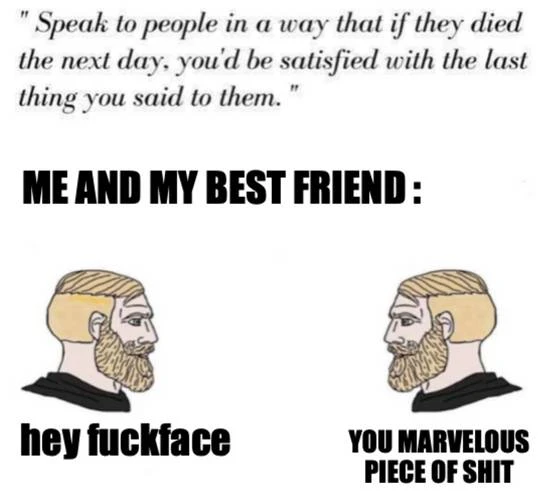 " Speak to people in a way that if they died
the next day, you'd be satisfied with the last
thing you said to them. "
ME AND MY BEST FRIEND :
hey fuckface
YOU MARVELOUS
PIECE OF SHIT